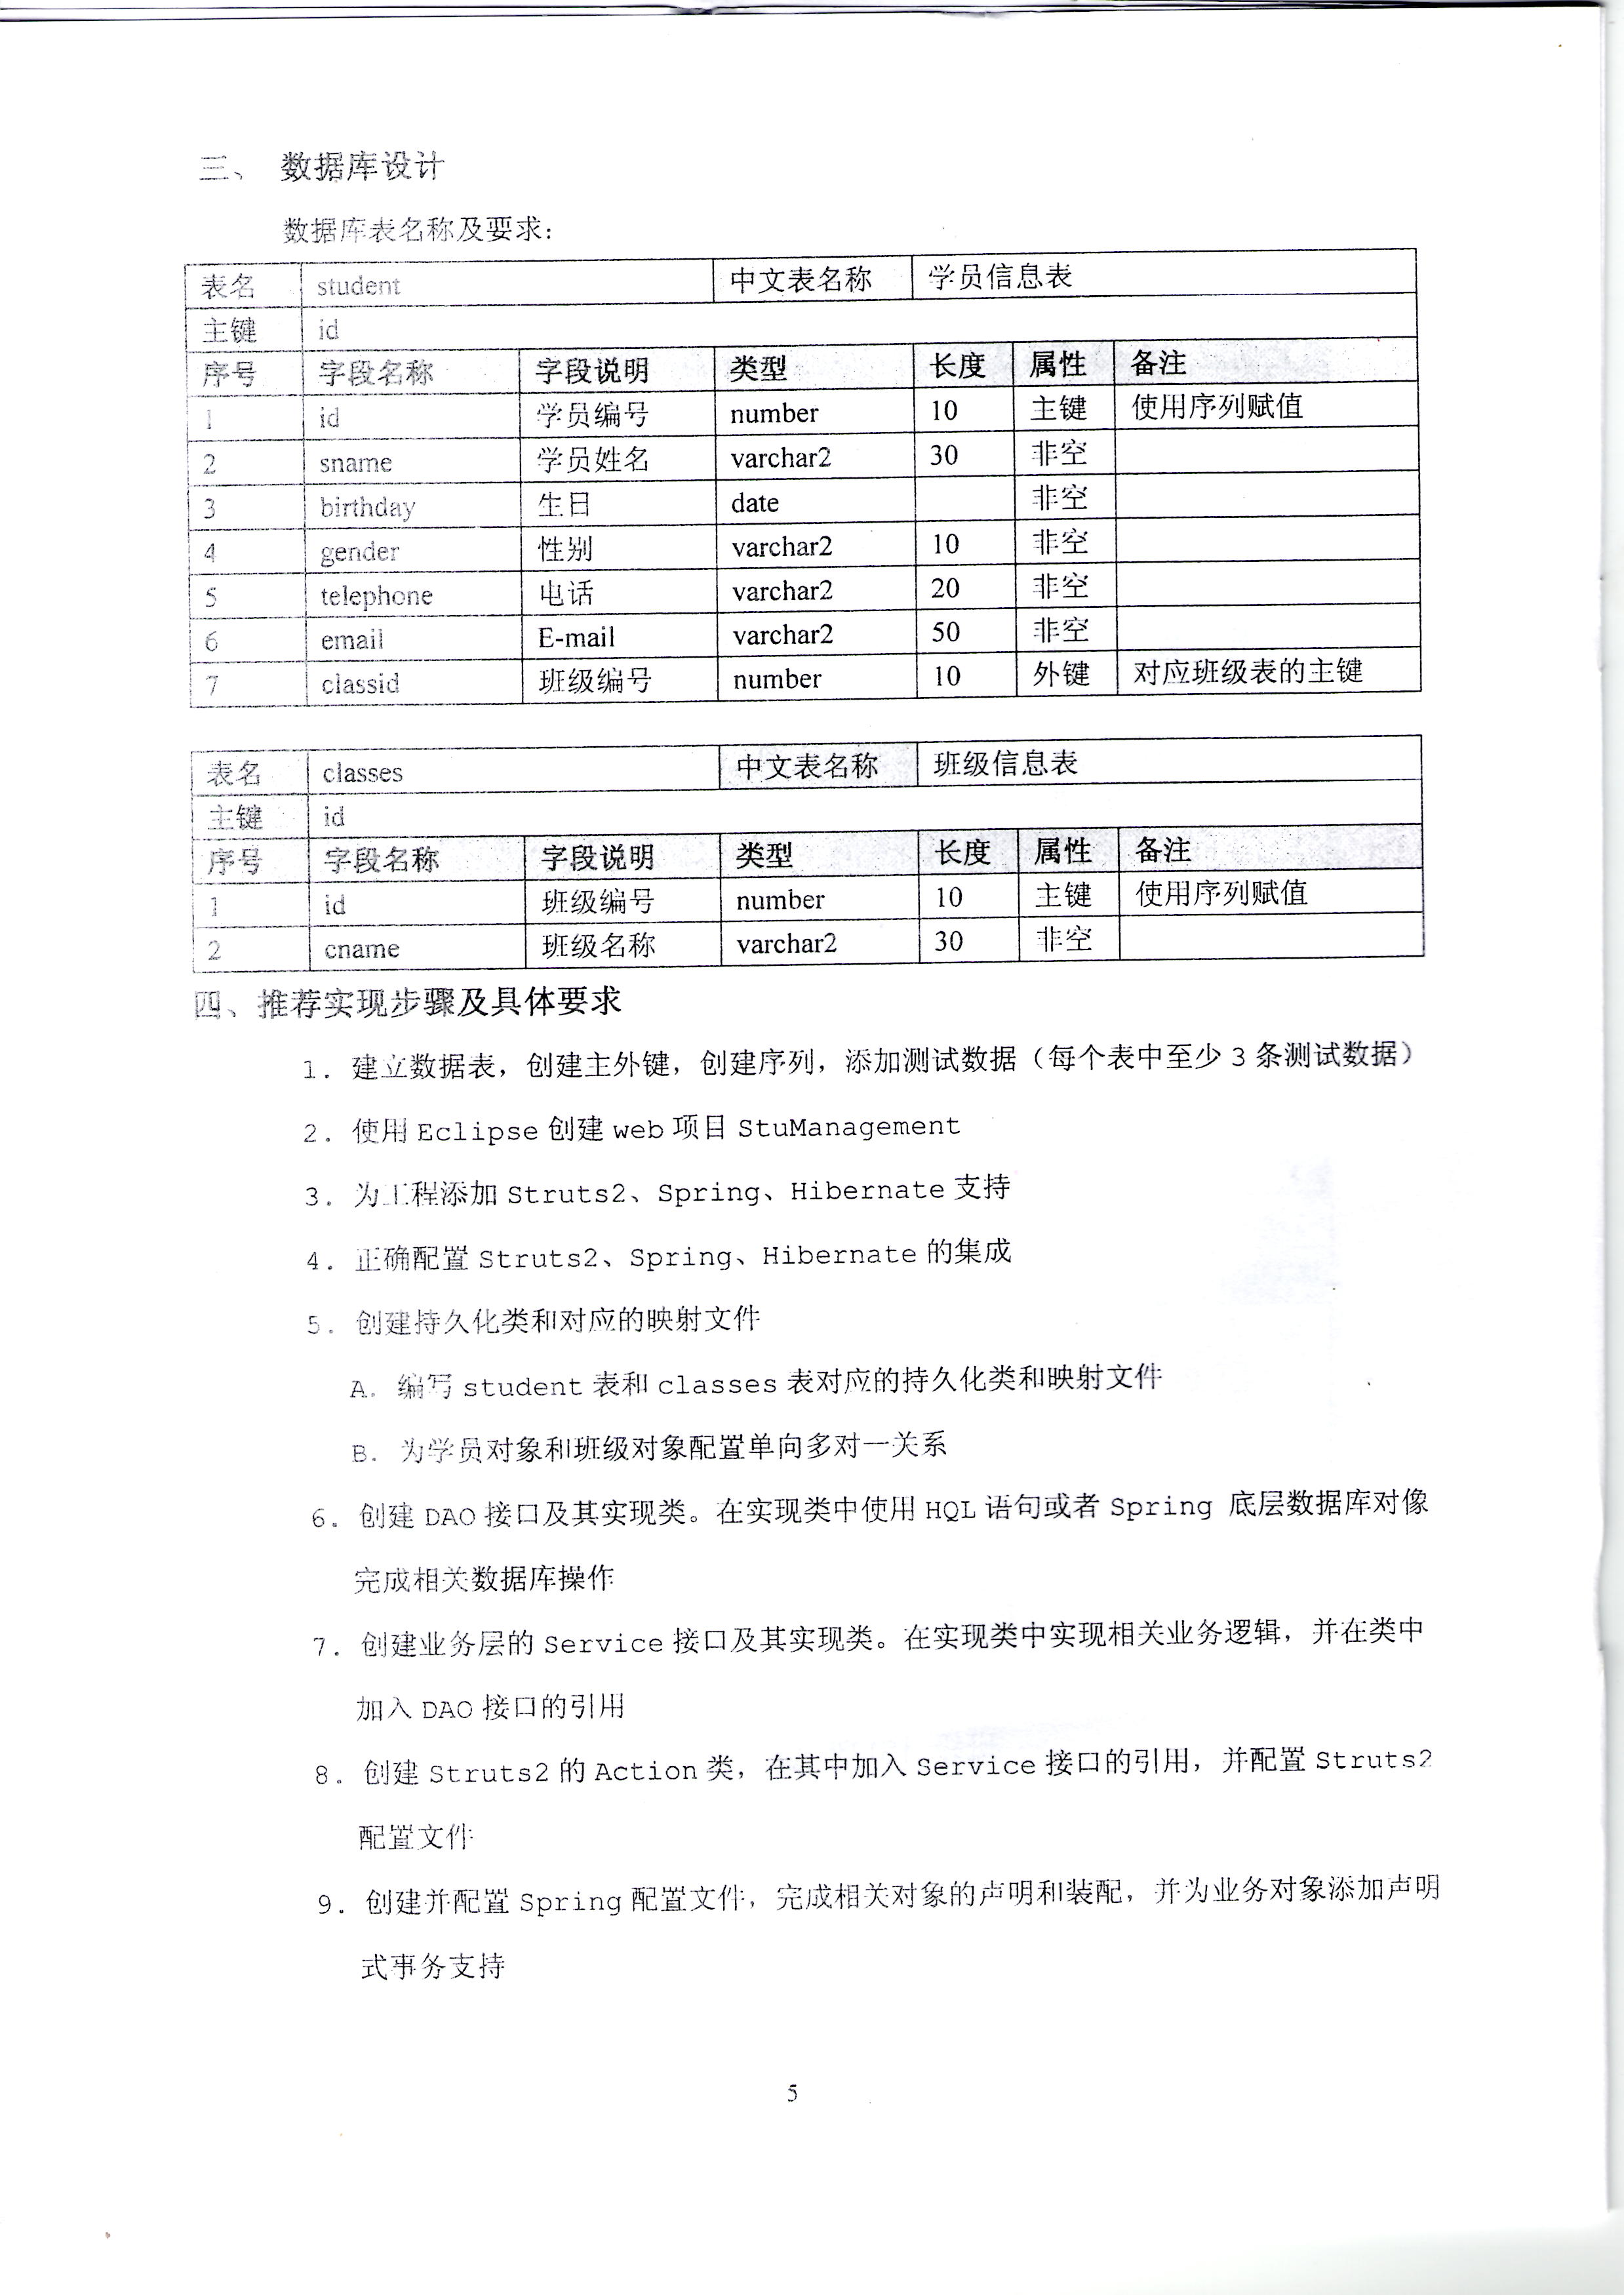 三、 数据库设计
数据库表名称及要求:
表名 student 中文表名称 学员信息表
主键 id
序号 字段名称 字段说明 类型 长度 属性 备注
1 id 学员编号 number 10 主键 使用序列赋值
2 sname 学员姓名 varchar2 30 非空
3 birthday 生日 date 非空
4 gender 性别 varchar2 10 非空
5 telephone 电话 varchar2 20 非空
6 email E-mail varchar2 50 非空
7 classid 班级编号 number 10 外键 对应班级表的主键
表名 classes 中文表名称 班级信息表
主键 id
序号 字段名称 字段说明 类型 长度 属性 备注
1 id 班级编号 number 10 主键 使用序列赋值
2 cname 班级名称 varchar2 30 非空
四、推荐实现步骤及具体要求
1. 建立数据表，创建主外键，创建序列，添加测试数据（每个表中至少 3 条测试数据）
2. 使用 Eclipse 创建 web 项目 StuManagement
3. 为工程添加 Struts2、Spring、Hibernate 支持
4. 正确配置 Struts2、Spring、Hibernate 的集成
5. 创建持久化类和对应的映射文件
A. 编写 student 表和 classes 表对应的持久化类和映射文件
B. 为学员对象和班级对象配置单向多对一关系
6. 创建 DAO 接口及其实现类。在实现类中使用 HQL 语句或者 Spring 底层数据库对像
完成相关数据库操作
7. 创建业务层的 Service 接口及其实现类。在实现类中实现相关业务逻辑，并在类中
加入 DAO 接口的引用
8. 创建 Struts2 的 Action 类，在其中加入 Service 接口的引用，并配置 Struts2
配置文件
9. 创建并配置 Spring 配置文件，完成相关对象的声明和装配，并为业务对象添加声明
式事务支持
5